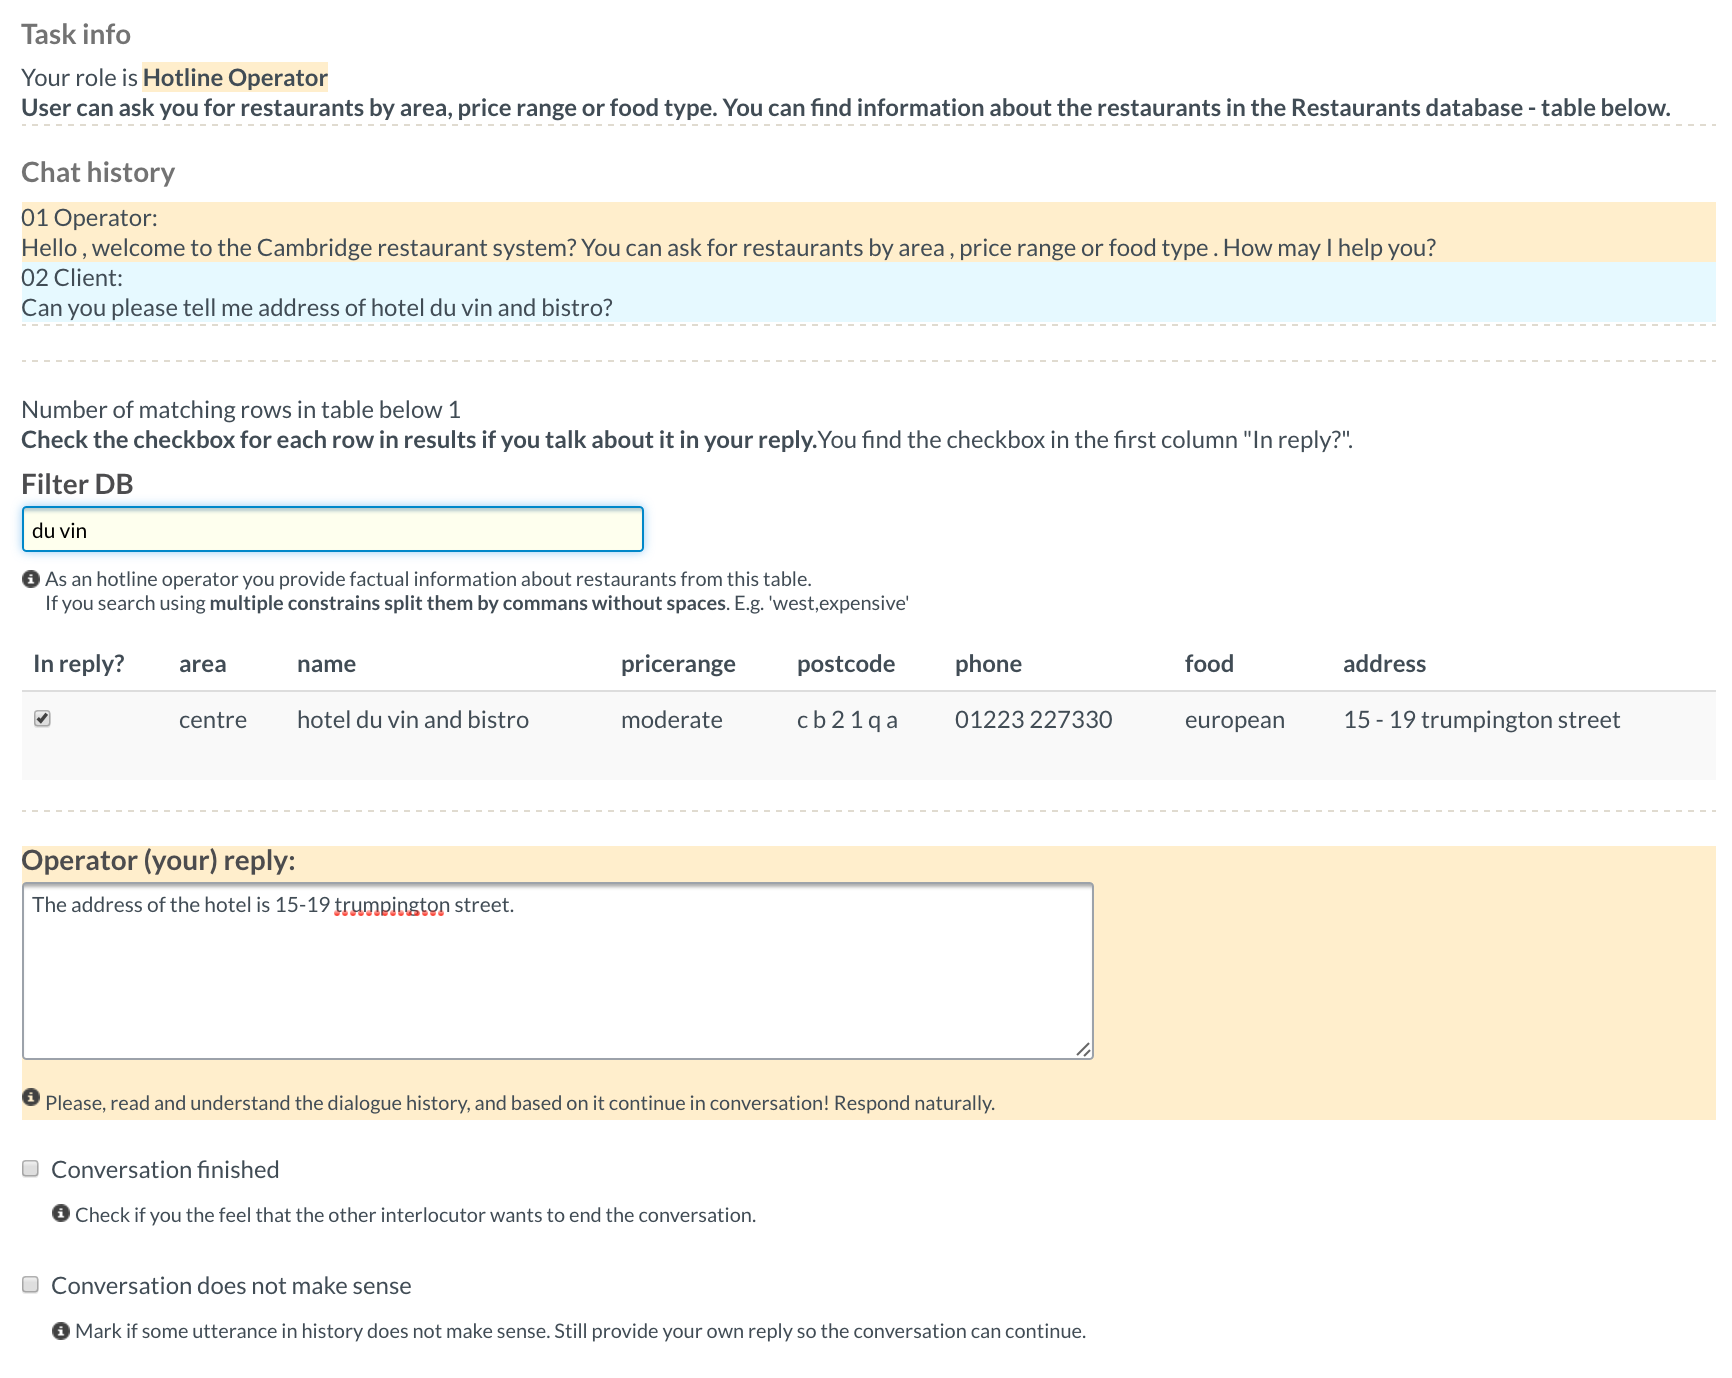 Task info
Your role is Hotline Operator
User can ask you for restaurants by area, price range or food type. You can find information about the restaurants in the Restaurants database - table below.
Chat history
01 Operator:
Hello , welcome to the Cambridge restaurant system? You can ask for restaurants by area , price range or food type . How may I help you?
02 Client:
Can you please tell me address of hotel du vin and bistro?
Number of matching rows in table below 1
Check the checkbox for each row in results if you talk about it in your reply.You find the checkbox in the first column "In reply?".
Filter DB
du vin
As an hotline operator you provide factual information about restaurants from this table.
If you search using multiple constrains split them by commans without spaces. E.g. 'west,expensive'
In reply? area name pricerange postcode phone food address
centre hotel du vin and bistro moderate c b 2 1 q a 01223 227330 european 15 - 19 trumpington street
Operator (your) reply:
The address of the hotel is 15-19 trumpington street.
Please, read and understand the dialogue history, and based on it continue in conversation! Respond naturally.
Conversation finished
Check if you the feel that the other interlocutor wants to end the conversation.
Conversation does not make sense
Mark if some utterance in history does not make sense. Still provide your own reply so the conversation can continue.